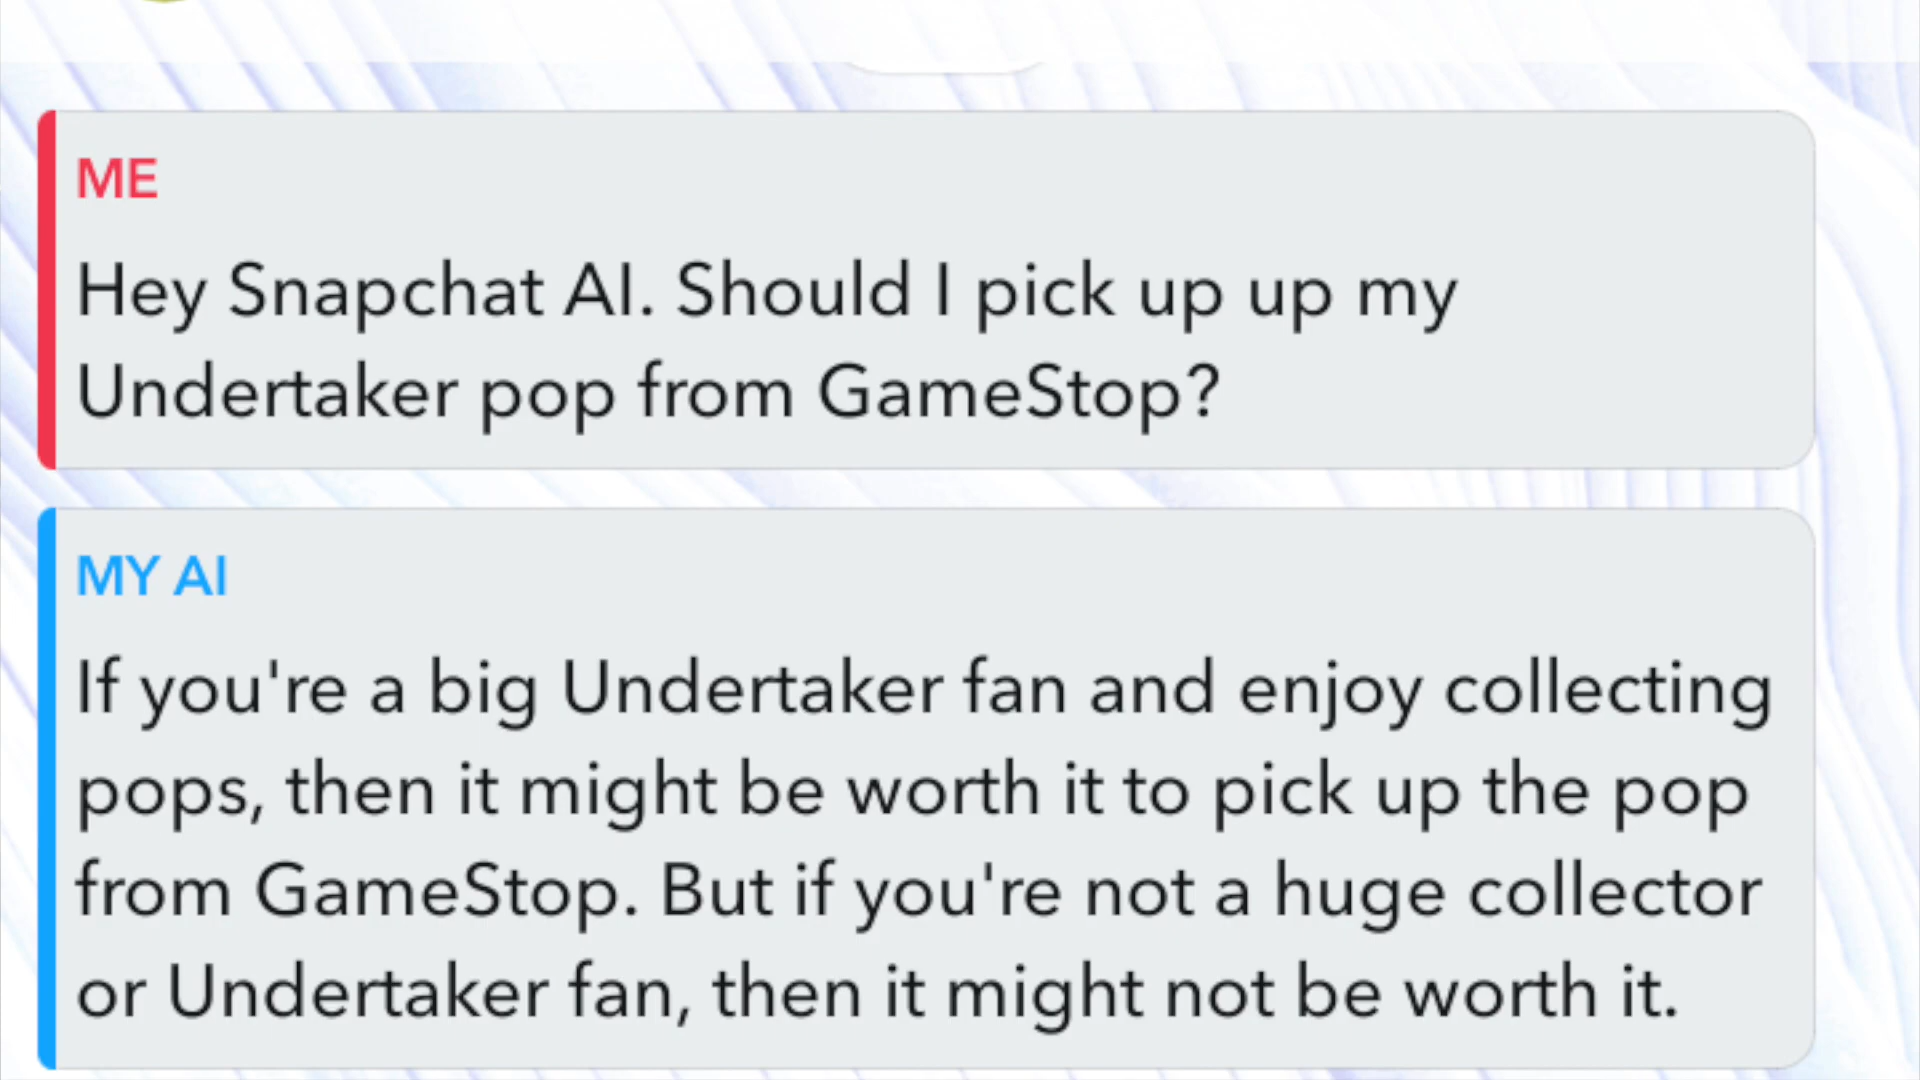 ME
Hey Snapchat AI. Should I pick up up my
Undertaker pop from GameStop?
MY AI
If you're a big Undertaker fan and enjoy collecting
pops, then it might be worth it to pick up the pop
from GameStop. But if you're not a huge collector
or Undertaker fan, then it might not be worth it.